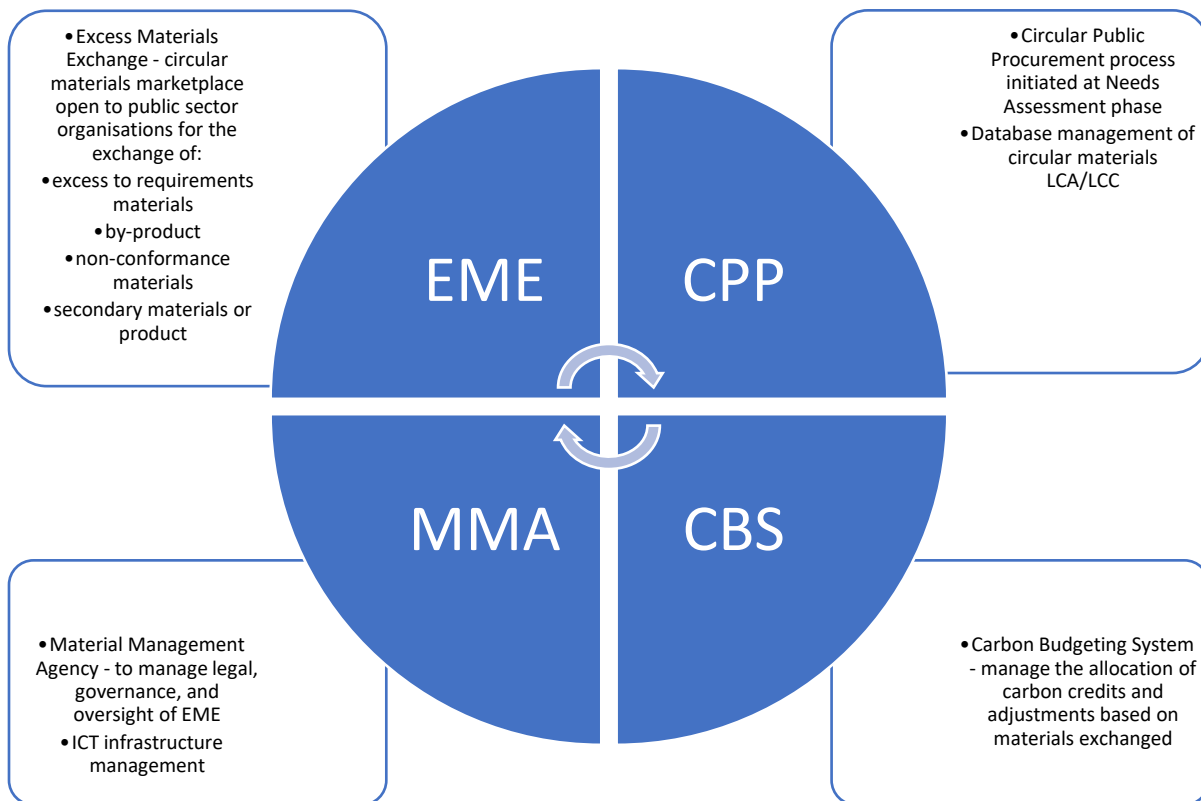 •Excess Materials
Exchange - circular
materials marketplace
open to public sector
organisations for the
exchange of:
•excess to requirements
materials
•by-product
•non-conformance
materials
•secondary materials or
product
•Circular Public
Procurement process
initiated at Needs
Assessment phase
•Database management of
circular materials
LCA/LCC
EME
CPP
MMA
CBS
•Material Management
Agency - to manage legal,
governance, and
oversight of EME
•ICT infrastructure
management
•Carbon Budgeting System
- manage the allocation of
carbon credits and
adjustments based on
materials exchanged